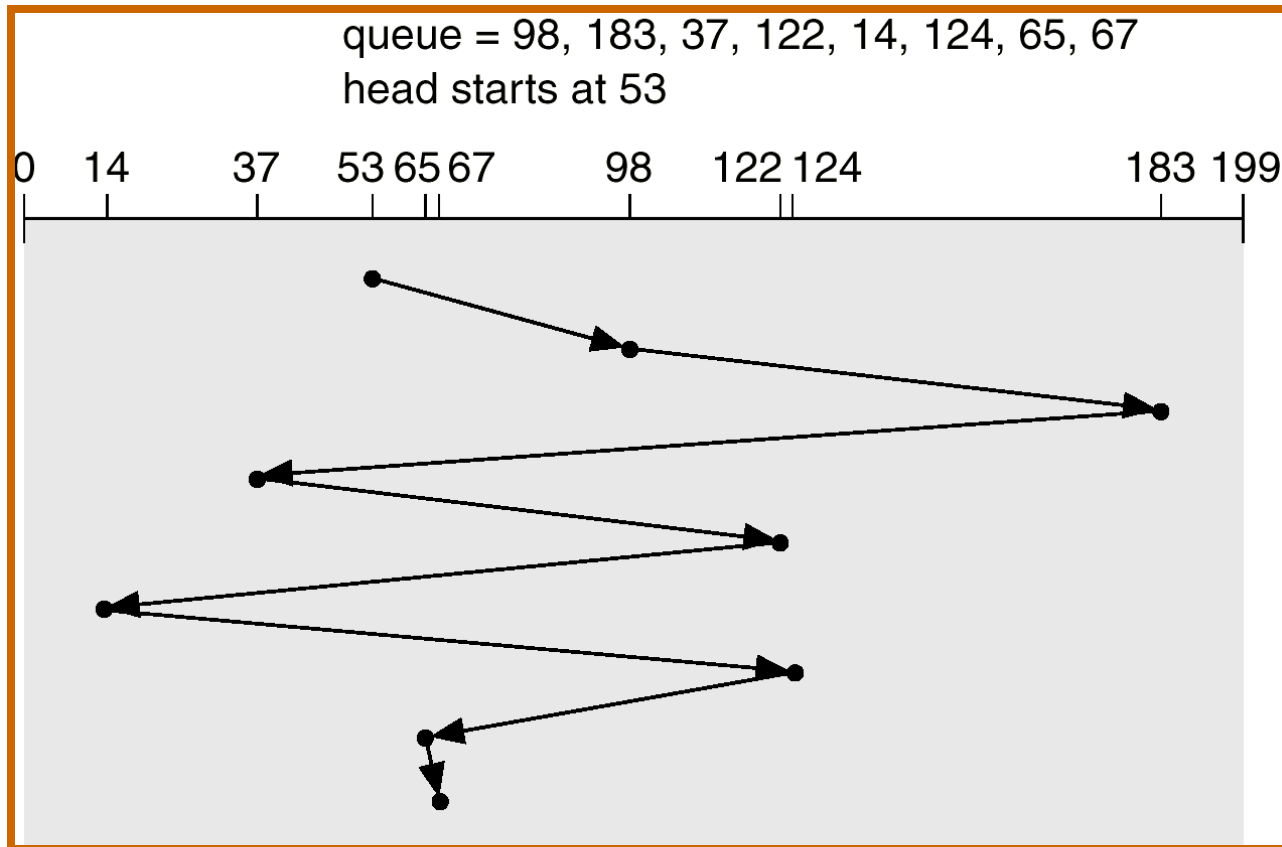 queue = 98, 183, 37, 122, 14, 124, 65, 67
head starts at 53
0 14 37 53 65 67 98 122 124 183 199